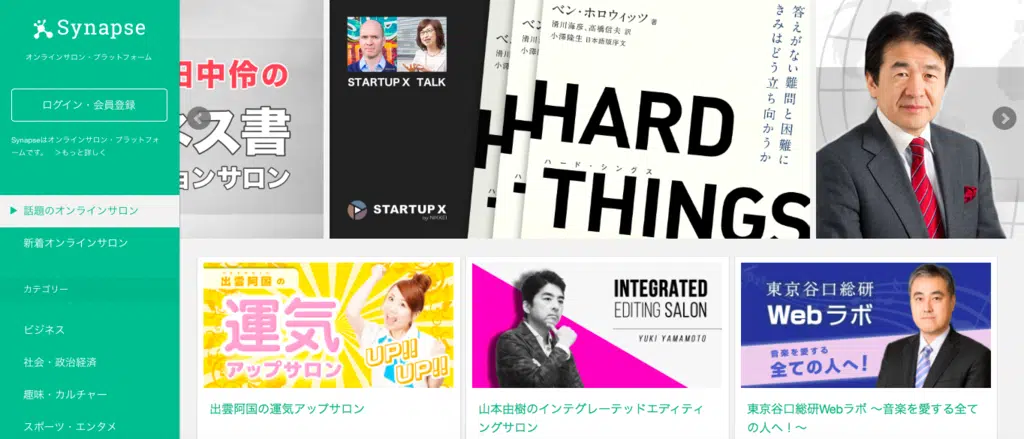 Synapse
オンラインサロン・プラットフォーム
ログイン・会員登録
Synapseはオンラインサロン・プラットフォ
ームです。 >もっと詳しく
▶ 話題のオンラインサロン
新着オンラインサロン
カテゴリー
ビジネス
社会・政治経済
趣味・カルチャー
スポーツ・エンタメ
田中伶の
ネス書
ョンサロン
STARTUP X TALK
STARTUP X
by NIKKEI
ベン・ホロウィッツ 著
滑川海彦、高橋信夫 訳
小澤隆生 日本語版序文
HARD
ハード・シングス
THINGS
答えがない難問と困難に
きみはどう立ち向かうか
出雲阿国の
運気
アップサロン
UP!!
UP!!
出雲阿国の運気アップサロン
INTEGRATED
EDITING SALON
YUKI YAMAMOTO
山本由樹のインテグレーテッドエディティ
ングサロン
東京谷口総研
Webラボ
音楽を愛する
全ての人へ!
東京谷口総研Webラボ 〜音楽を愛する全て
の人へ!〜